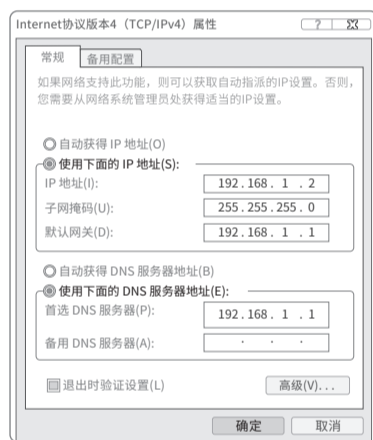 Internet协议版本4（TCP/IPv4）属性
常规 备用配置
如果网络支持此功能，则可以获取自动指派的IP设置。否则，
您需要从网络系统管理员处获得适当的IP设置。
自动获得 IP 地址(O)
使用下面的 IP 地址(S):
IP 地址(I): 192.168. 1 . 2
子网掩码(U): 255.255.255. 0
默认网关(D): 192.168. 1 . 1
自动获得 DNS 服务器地址(B)
使用下面的 DNS 服务器地址(E):
首选 DNS 服务器(P): 192.168. 1 . 1
备用 DNS 服务器(A): . . .
退出时验证设置(L) 高级(V)...
确定 取消